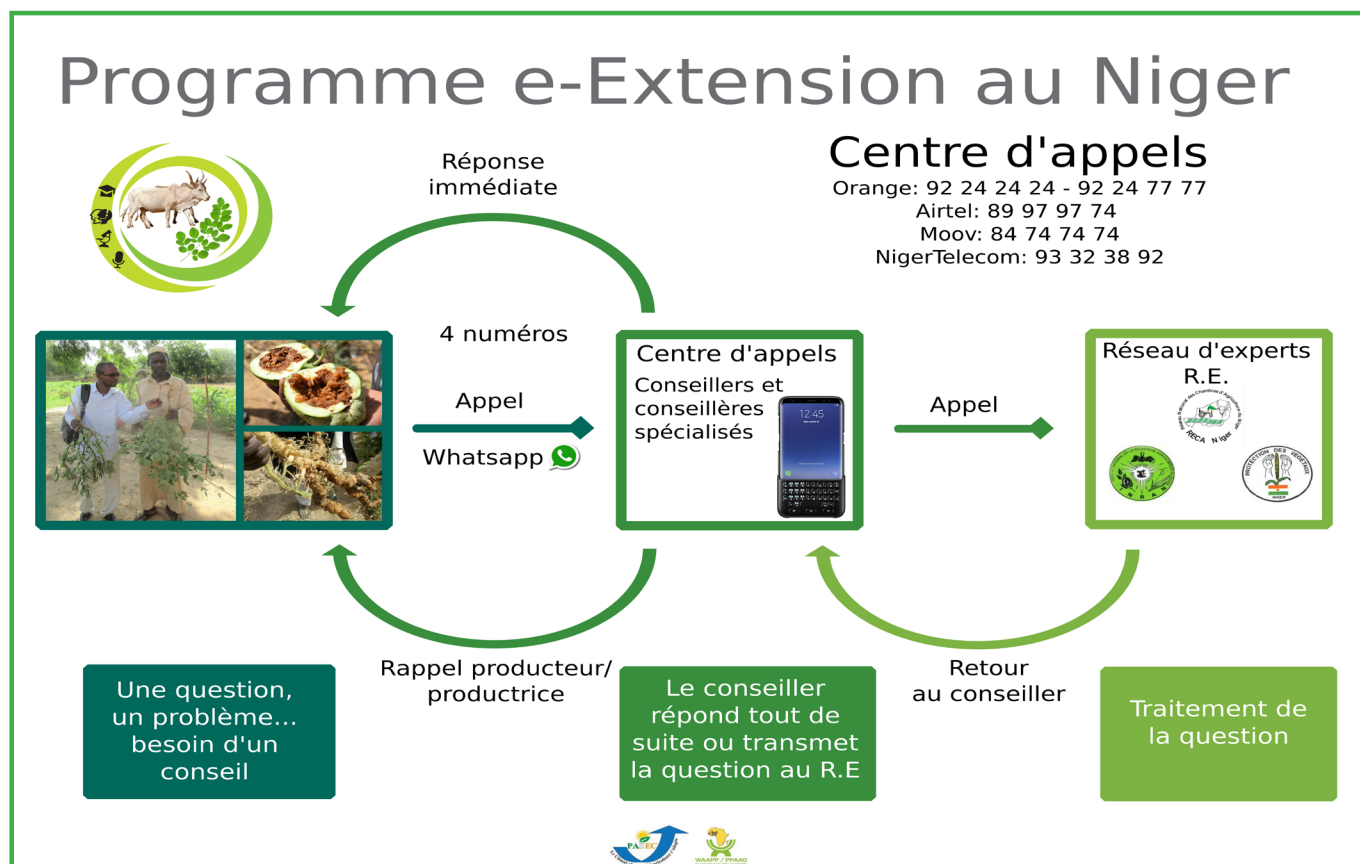 Programme e-Extension au Niger
Centre d'appels
Orange: 92 24 24 24 - 92 24 77 77
Airtel: 89 97 97 74
Moov: 84 74 74 74
NigerTelecom: 93 32 38 92
Réponse
immédiate
4 numéros
Appel
Whatsapp
Centre d'appels
Conseillers et
conseillères
spécialisés
12:45
Appel
Réseau d'experts
R.E.
RECA Niger
PROTECTION DES VEGETAUX
NIGER
Rappel producteur/
productrice
Retour
au conseiller
Une question,
un problème...
besoin d'un
conseil
Le conseiller
répond tout de
suite ou transmet
la question au R.E
Traitement de
la question
WAAPP / PPAAO